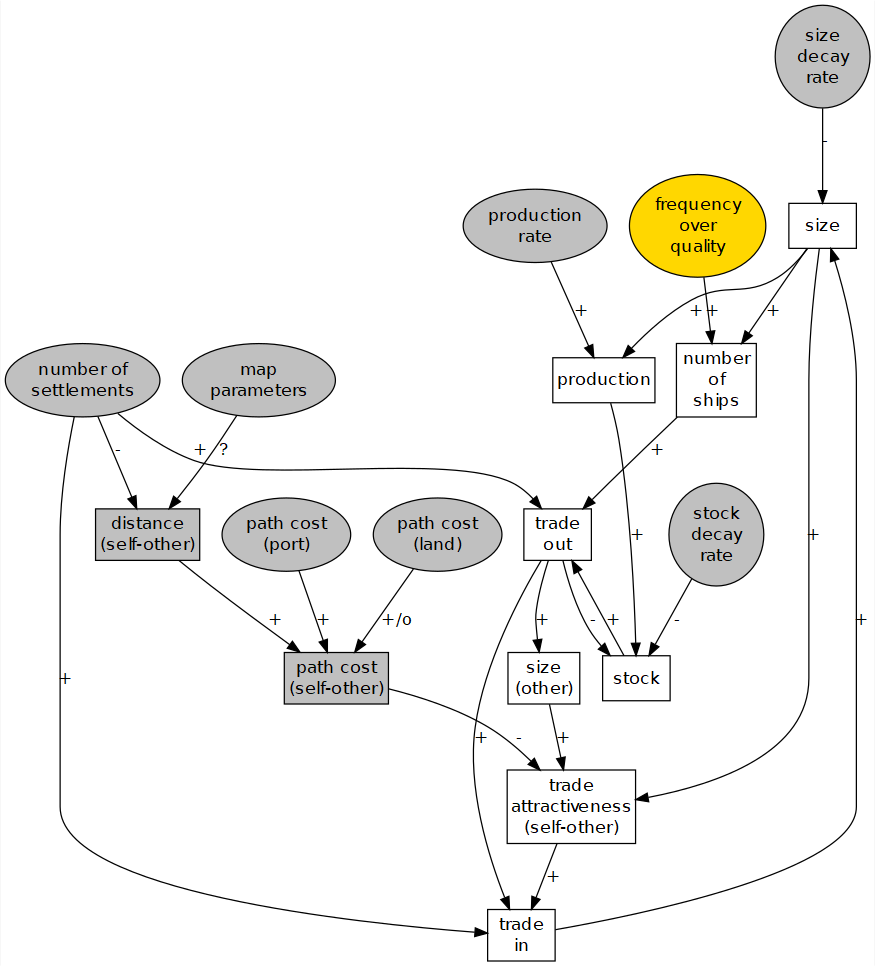 size
decay
rate
-
production
rate
frequency
over
quality
size
+
+
+
+
number of
settlements
map
parameters
production
number
of
ships
-
+
?
+
distance
(self-other)
path cost
(port)
path cost
(land)
trade
out
stock
decay
rate
+
+
+
+
+/o
+
-
+
-
path cost
(self-other)
size
(other)
stock
+
+
-
+
+
trade
attractiveness
(self-other)
+
trade
in